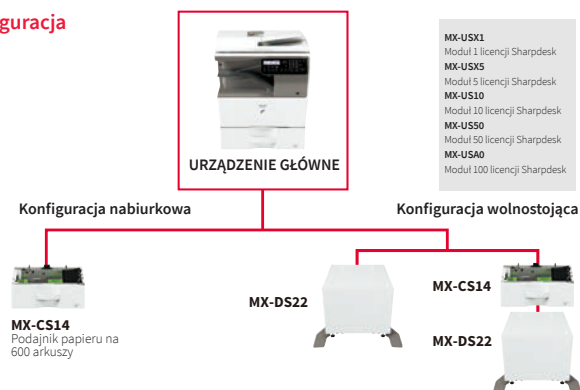 guracja
MX-USX1
Moduł 1 licencji Sharpdesk
MX-USX5
Moduł 5 licencji Sharpdesk
MX-US10
Moduł 10 licencji Sharpdesk
MX-US50
Moduł 50 licencji Sharpdesk
MX-USA0
Moduł 100 licencji Sharpdesk
URZĄDZENIE GŁÓWNE
Konfiguracja nabiurkowa
Konfiguracja wolnostojąca
MX-CS14
Podajnik papieru na
600 arkuszy
MX-DS22
MX-CS14
MX-DS22